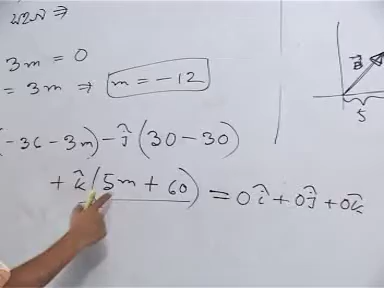 3m = 0
= 3m ⇒ m = -12
(-36 - 3m) - ĵ (30 - 30)
+ k̂ (5m + 60) = 0î + 0ĵ + 0k̂
5